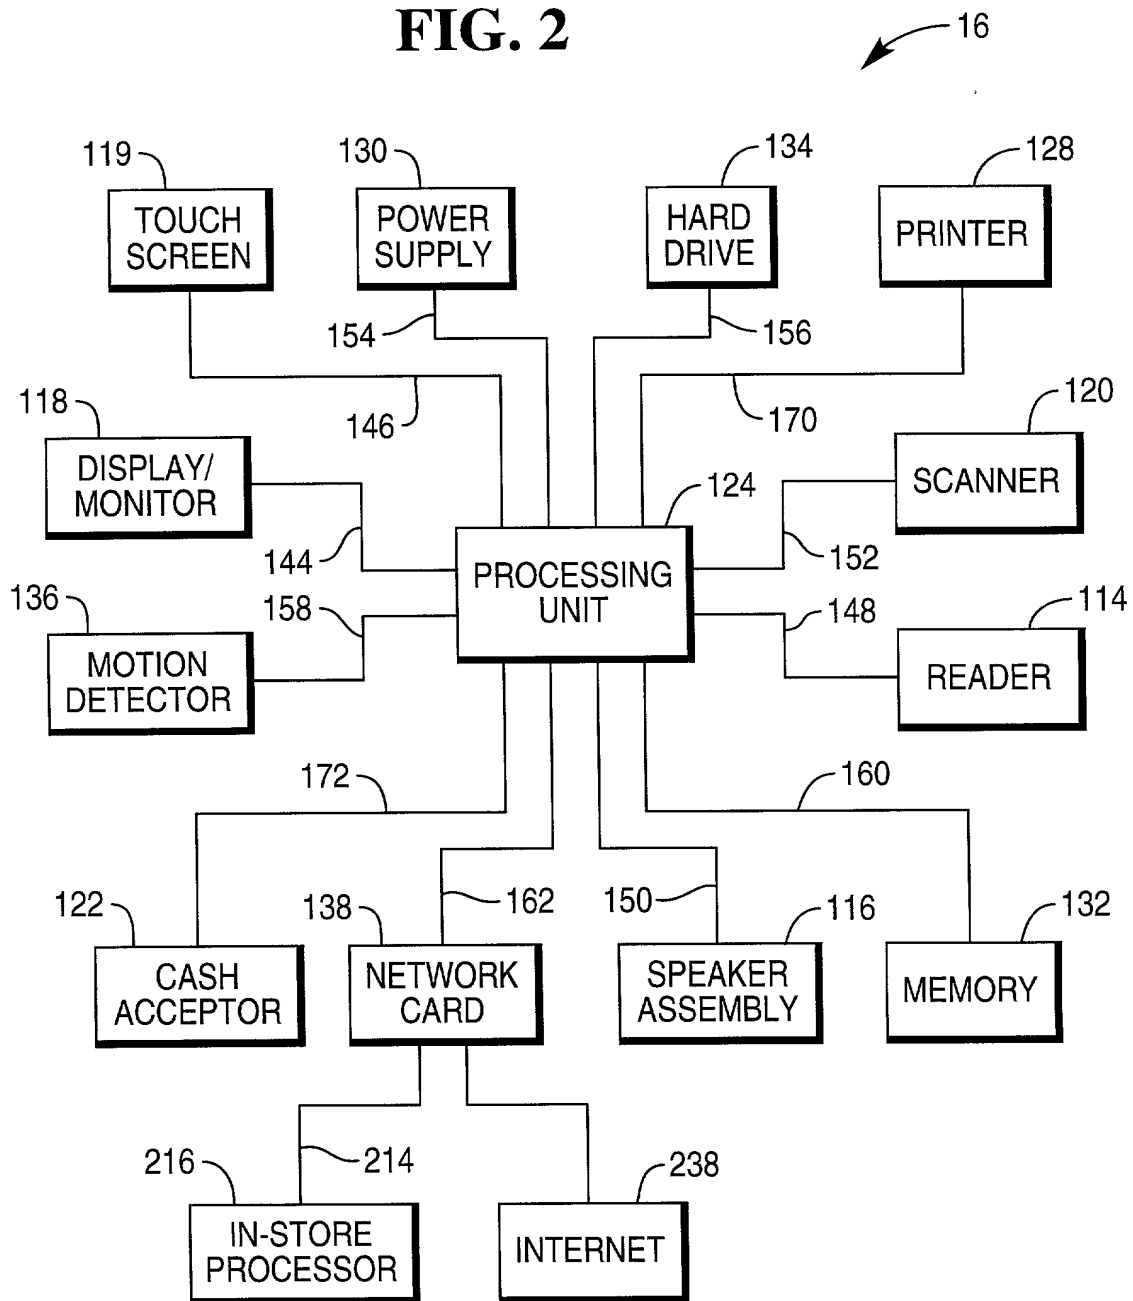 FIG. 2
16
119
130
134
128
TOUCH
SCREEN
POWER
SUPPLY
HARD
DRIVE
PRINTER
154
156
146
170
118
120
DISPLAY/
MONITOR
SCANNER
124
144
152
PROCESSING
UNIT
136
158
148
114
MOTION
DETECTOR
READER
172
160
122
138
162
150
116
132
CASH
ACCEPTOR
NETWORK
CARD
SPEAKER
ASSEMBLY
MEMORY
216
214
238
IN-STORE
PROCESSOR
INTERNET